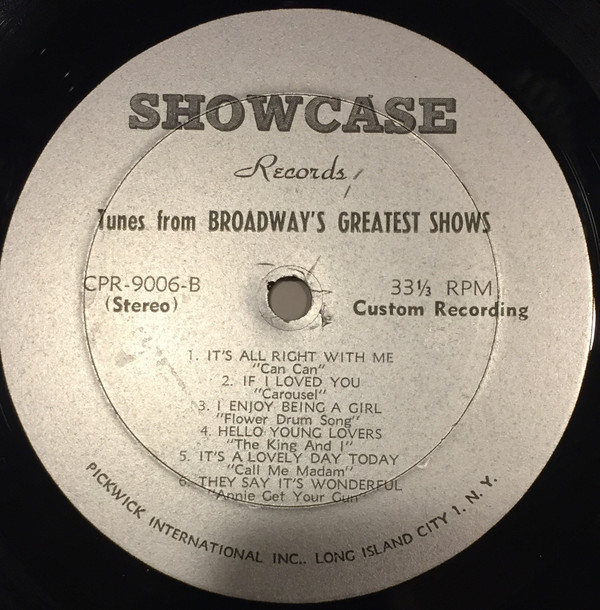 SHOWCASE
Records
Tunes from BROADWAY'S GREATEST SHOWS
CPR-9006-B
(Stereo)
33⅓ RPM
Custom Recording
1. IT'S ALL RIGHT WITH ME
"Can Can"
2. IF I LOVED YOU
"Carousel"
3. I ENJOY BEING A GIRL
"Flower Drum Song"
4. HELLO YOUNG LOVERS
"The King And I"
5. IT'S A LOVELY DAY TODAY
"Call Me Madam"
6. THEY SAY IT'S WONDERFUL
"Annie Get Your Gun"
PICKWICK INTERNATIONAL INC.. LONG ISLAND CITY 1. N. Y.